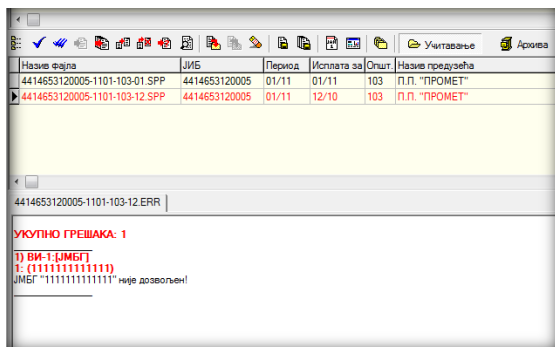 Учитавање Архива
Назив фајла ЈИБ Период Исплата за Општ. Назив предузећа
4414653120005-1101-103-01.SPP 4414653120005 01/11 01/11 103 П.П. "ПРОМЕТ"
4414653120005-1101-103-12.SPP 4414653120005 01/11 12/10 103 П.П. "ПРОМЕТ"
4414653120005-1101-103-12.ERR
УКУПНО ГРЕШАКА: 1
1) ВИ-1:[ЈМБГ]
1: (1111111111111)
ЈМБГ "1111111111111" није дозвољен!